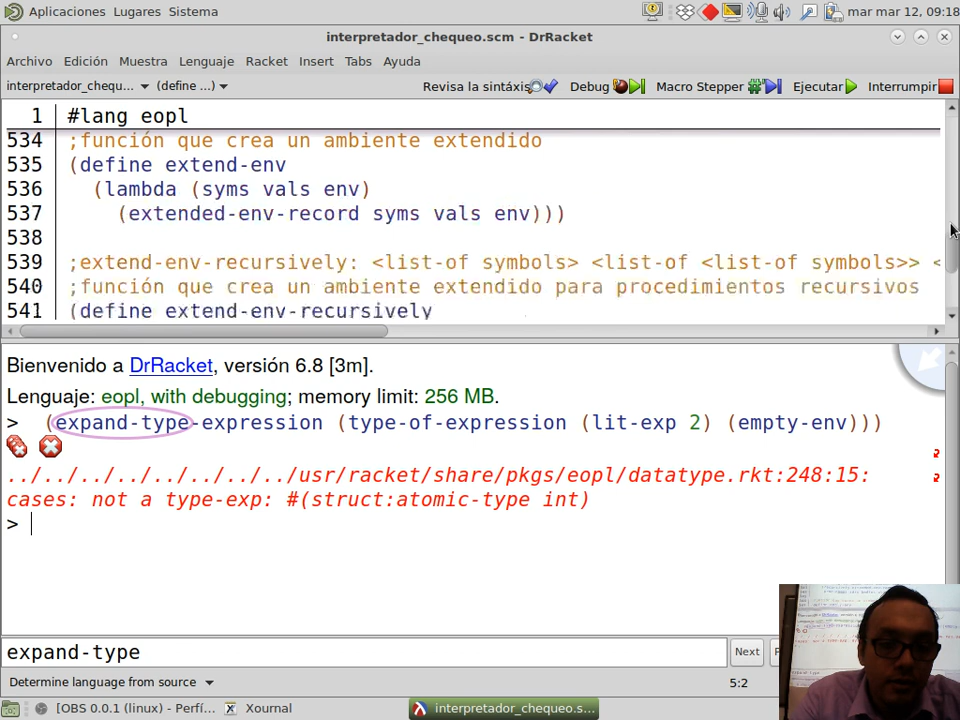 Aplicaciones Lugares Sistema mar mar 12, 09:18
interpretador_chequeo.scm - DrRacket
Archivo Edición Muestra Lenguaje Racket Insert Tabs Ayuda
interpretador_chequ... (define ...) Revisa la sintáxis Debug Macro Stepper Ejecutar Interrumpir
1 #lang eopl
534 ;función que crea un ambiente extendido
535 (define extend-env
536 (lambda (syms vals env)
537 (extended-env-record syms vals env)))
538
539 ;extend-env-recursively: <list-of symbols> <list-of <list-of symbols>> <
540 ;función que crea un ambiente extendido para procedimientos recursivos
541 (define extend-env-recursively
Bienvenido a DrRacket, versión 6.8 [3m].
Lenguaje: eopl, with debugging; memory limit: 256 MB.
> (expand-type-expression (type-of-expression (lit-exp 2) (empty-env)))
../../../../../../../usr/racket/share/pkgs/eopl/datatype.rkt:248:15:
cases: not a type-exp: #(struct:atomic-type int)
>
expand-type Next
Determine language from source 5:2
[OBS 0.0.1 (linux) - Perfí... Xournal interpretador_chequeo.s...